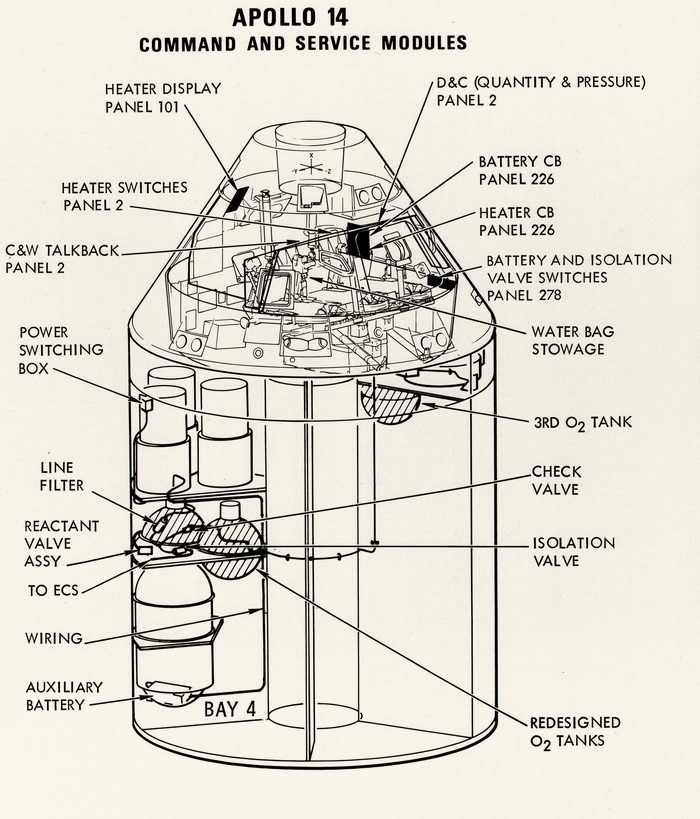 APOLLO 14
COMMAND AND SERVICE MODULES
HEATER DISPLAY
PANEL 101
D&C (QUANTITY & PRESSURE)
PANEL 2
BATTERY CB
PANEL 226
HEATER SWITCHES
PANEL 2
HEATER CB
PANEL 226
C&W TALKBACK
PANEL 2
BATTERY AND ISOLATION
VALVE SWITCHES
PANEL 278
X
-Y
-Z
POWER
SWITCHING
BOX
WATER BAG
STOWAGE
3RD O2 TANK
LINE
FILTER
CHECK
VALVE
REACTANT
VALVE
ASSY
ISOLATION
VALVE
TO ECS
WIRING
AUXILIARY
BATTERY
BAY 4
REDESIGNED
O2 TANKS